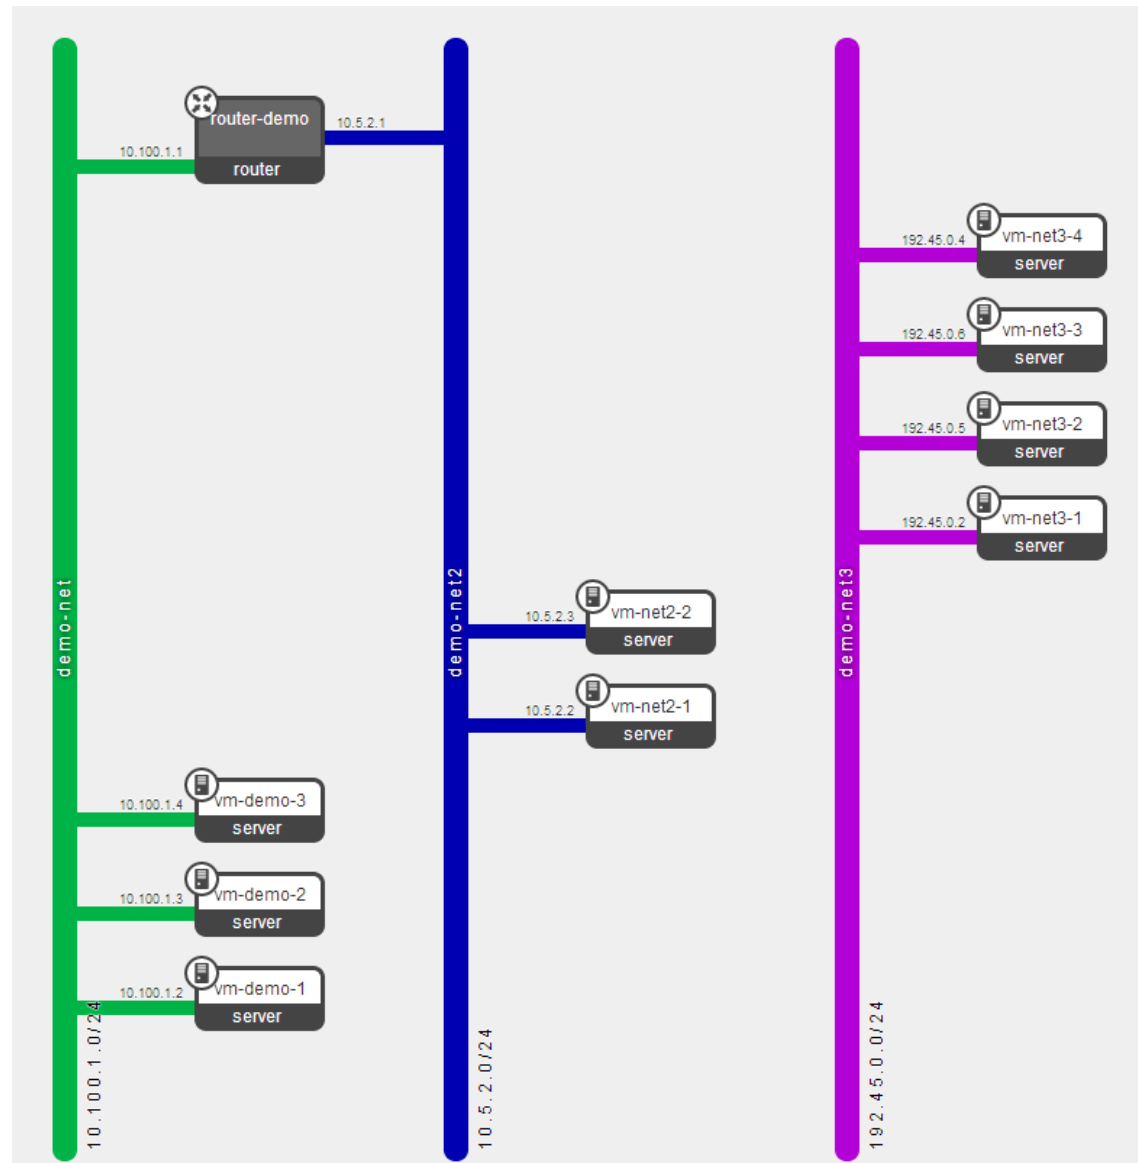 router-demo
router
10.100.1.1
10.5.2.1
192.45.0.4
vm-net3-4
server
192.45.0.6
vm-net3-3
server
192.45.0.5
vm-net3-2
server
192.45.0.2
vm-net3-1
server
demo-net
demo-net2
demo-net3
10.5.2.3
vm-net2-2
server
10.5.2.2
vm-net2-1
server
10.100.1.4
vm-demo-3
server
10.100.1.3
vm-demo-2
server
10.100.1.2
vm-demo-1
server
10.100.1.0/24
10.5.2.0/24
192.45.0.0/24